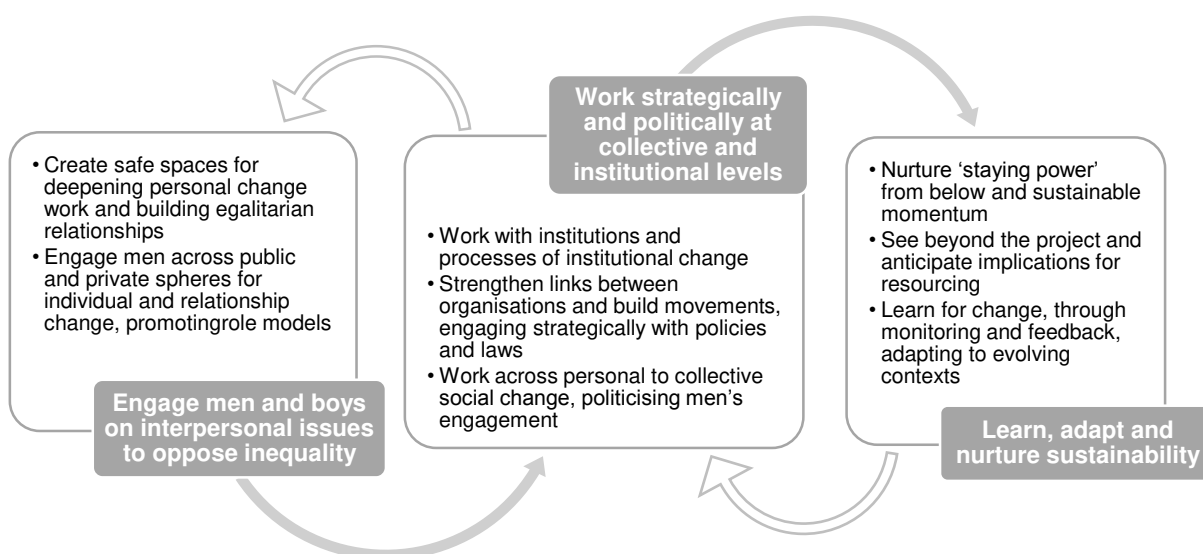 • Create safe spaces for
deepening personal change
work and building egalitarian
relationships
• Engage men across public
and private spheres for
individual and relationship
change, promotingrole models
Engage men and boys
on interpersonal issues
to oppose inequality
Work strategically
and politically at
collective and
institutional levels
• Work with institutions and
processes of institutional change
• Strengthen links between
organisations and build movements,
engaging strategically with policies
and laws
• Work across personal to collective
social change, politicising men’s
engagement
• Nurture ‘staying power’
from below and sustainable
momentum
• See beyond the project and
anticipate implications for
resourcing
• Learn for change, through
monitoring and feedback,
adapting to evolving
contexts
Learn, adapt and
nurture sustainability